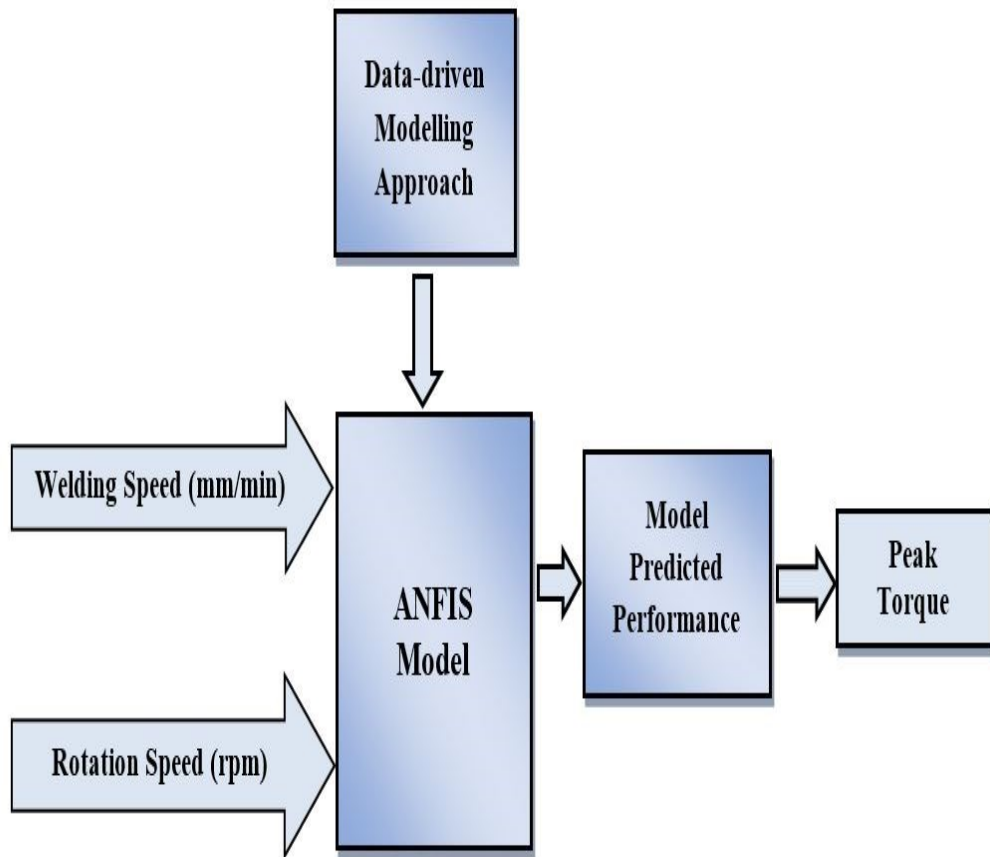 Data-driven
Modelling
Approach
Welding Speed (mm/min)
Rotation Speed (rpm)
ANFIS
Model
Model
Predicted
Performance
Peak
Torque